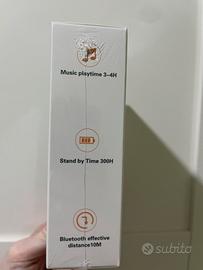 Music playtime 3-4H
Stand by Time 300H
Bluetooth effective
distance10M
subito